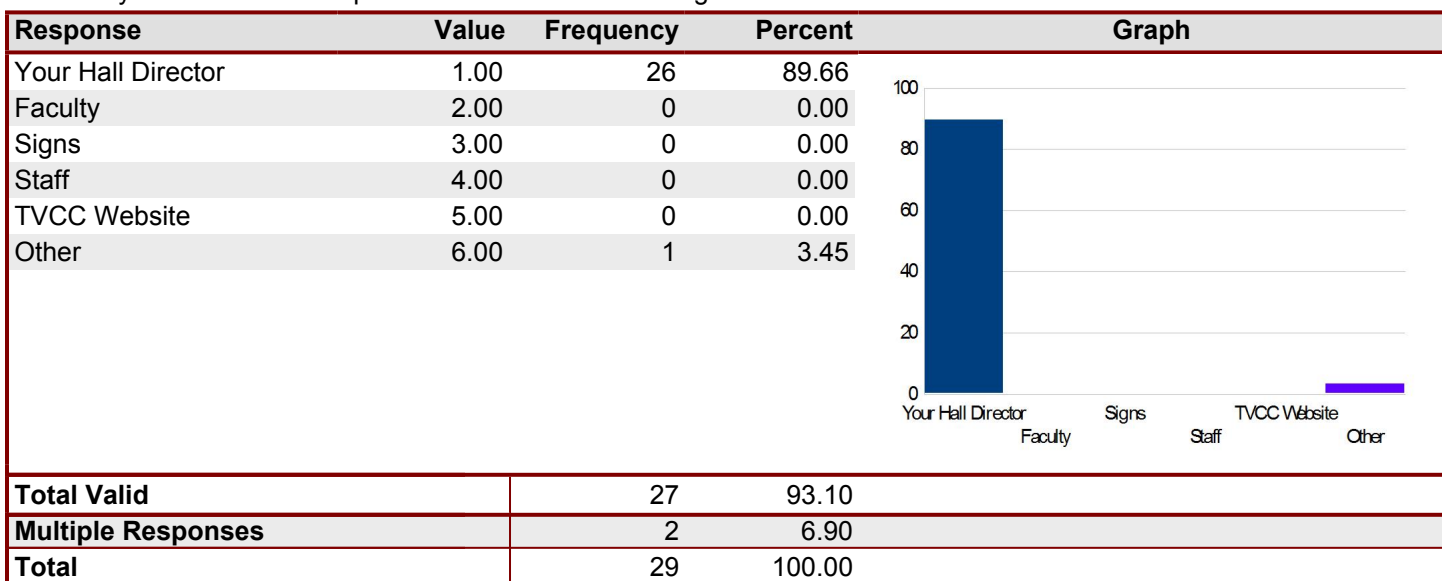 Response Value Frequency Percent Graph
Your Hall Director 1.00 26 89.66
Faculty 2.00 0 0.00
Signs 3.00 0 0.00
Staff 4.00 0 0.00
TVCC Website 5.00 0 0.00
Other 6.00 1 3.45
100
80
60
40
20
0
Your Hall Director Signs TVCC Website
Faculty Staff Other
Total Valid 27 93.10
Multiple Responses 2 6.90
Total 29 100.00